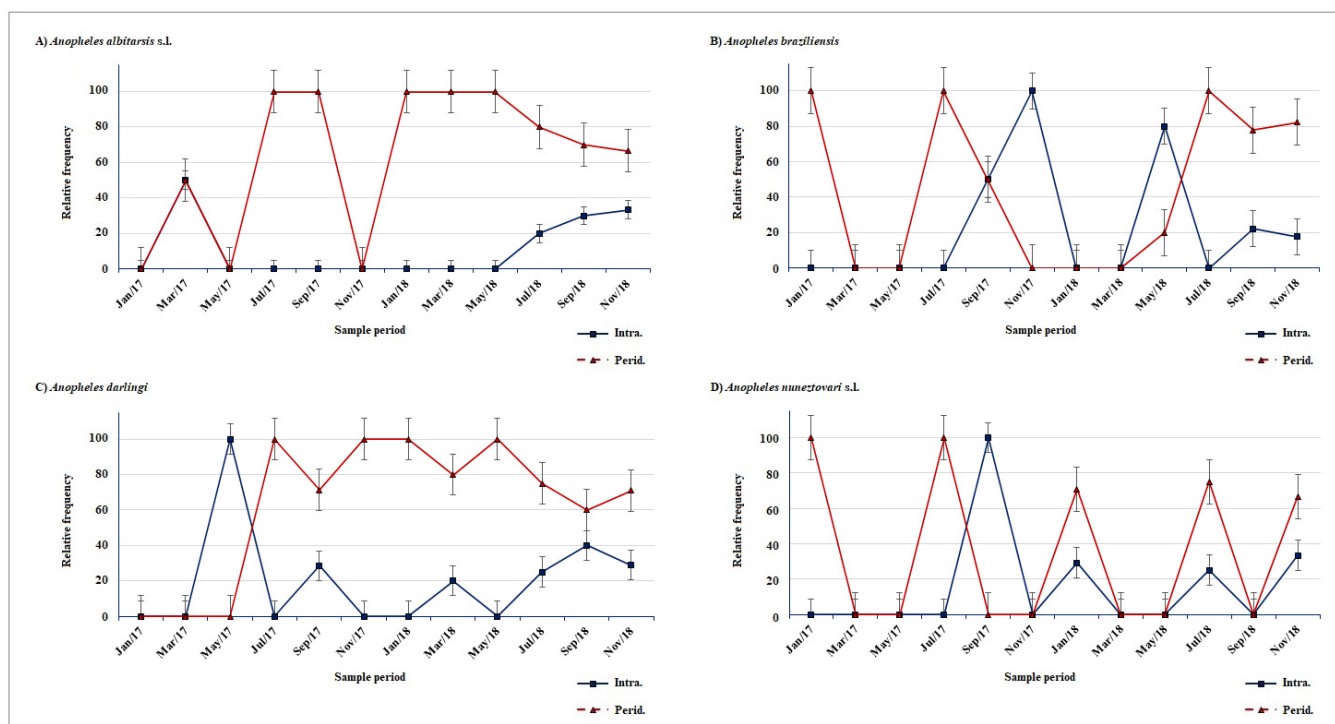 A) Anopheles albitarsis s.l.
Relative frequency
100
80
60
40
20
0
Jan/17 Mar/17 May/17 Jul/17 Sep/17 Nov/17 Jan/18 Mar/18 May/18 Jul/18 Sep/18 Nov/18
Sample period
Intra.
Perid.
B) Anopheles braziliensis
Relative frequency
100
80
60
40
20
0
Jan/17 Mar/17 May/17 Jul/17 Sep/17 Nov/17 Jan/18 Mar/18 May/18 Jul/18 Sep/18 Nov/18
Sample period
Intra.
Perid.
C) Anopheles darlingi
Relative frequency
100
80
60
40
20
0
Jan/17 Mar/17 May/17 Jul/17 Sep/17 Nov/17 Jan/18 Mar/18 May/18 Jul/18 Sep/18 Nov/18
Sample period
Intra.
Perid.
D) Anopheles nuneztovari s.l.
Relative frequency
100
80
60
40
20
0
Jan/17 Mar/17 May/17 Jul/17 Sep/17 Nov/17 Jan/18 Mar/18 May/18 Jul/18 Sep/18 Nov/18
Sample period
Intra.
Perid.